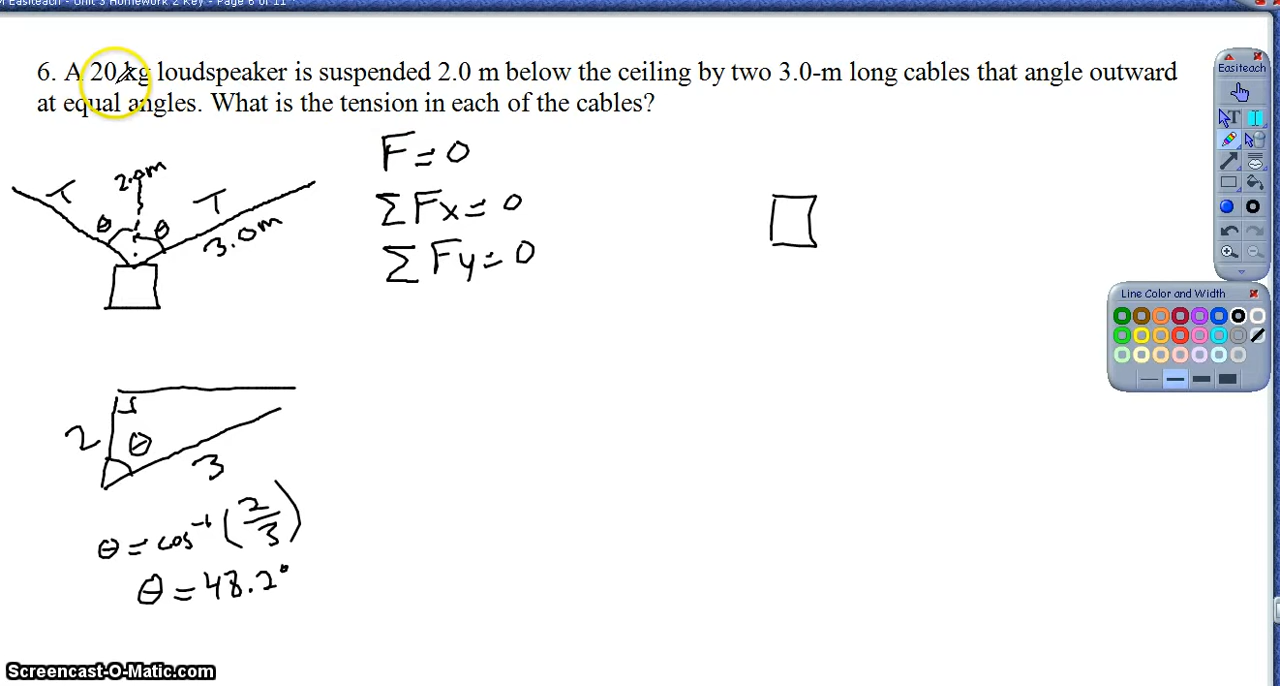 M Easiteach - Unit 3 Homework 2 Key - Page 6 of 11
6. A 20 kg loudspeaker is suspended 2.0 m below the ceiling by two 3.0-m long cables that angle outward
at equal angles. What is the tension in each of the cables?
F = 0
ΣFx = 0
ΣFy = 0
T
2.0m
T
θ
θ
3.0m
2
θ
3
θ = cos⁻¹ (2/3)
θ = 48.2°
Easiteach
T
Line Color and Width
Screencast-O-Matic.com